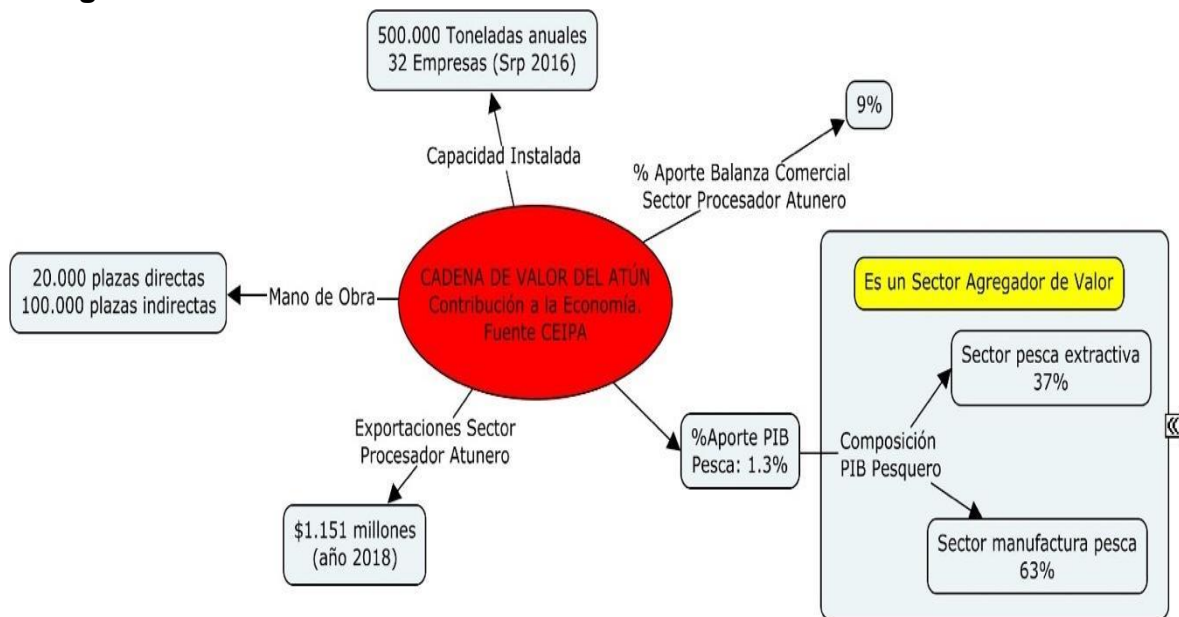 500.000 Toneladas anuales
32 Empresas (Srp 2016)
9%
Capacidad Instalada
% Aporte Balanza Comercial
Sector Procesador Atunero
Es un Sector Agregador de Valor
20.000 plazas directas
100.000 plazas indirectas
Mano de Obra
CADENA DE VALOR DEL ATÚN
Contribución a la Economía.
Fuente CEIPA
Sector pesca extractiva
37%
Exportaciones Sector
Procesador Atunero
%Aporte PIB
Pesca: 1.3%
Composición
PIB Pesquero
$1.151 millones
(año 2018)
Sector manufactura pesca
63%